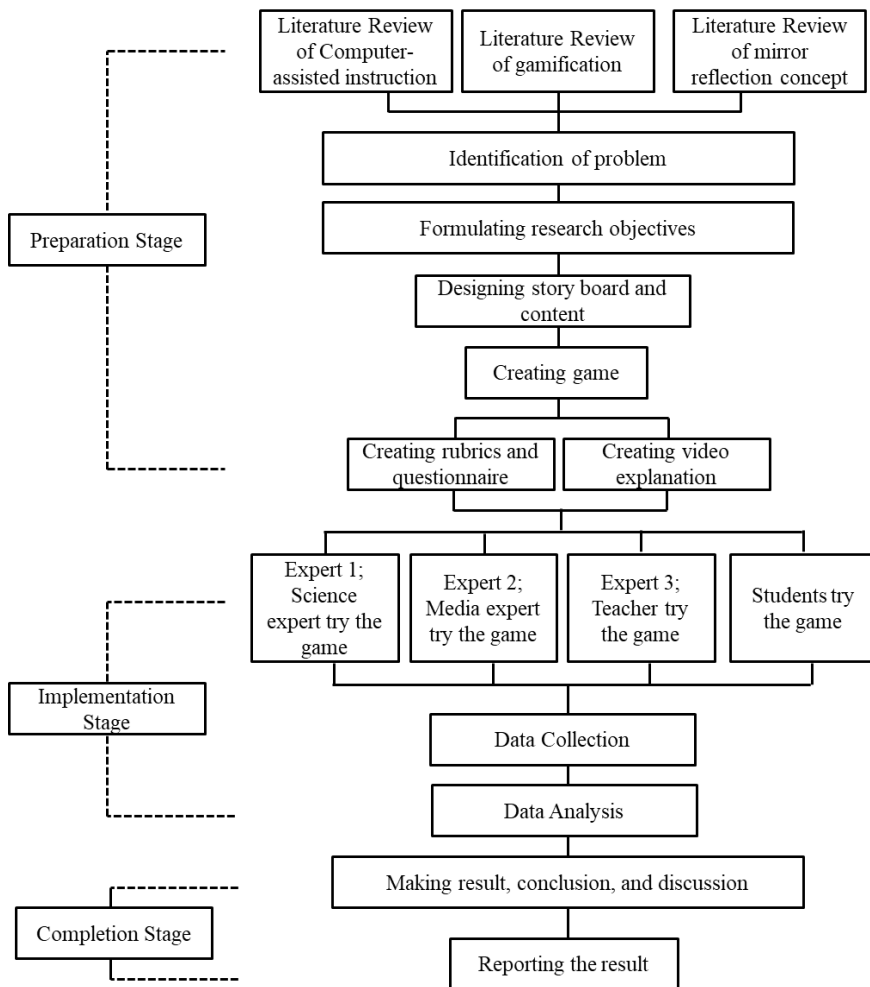 Literature Review
of Computer-
assisted instruction
Literature Review
of gamification
Literature Review
of mirror
reflection concept
Identification of problem
Formulating research objectives
Preparation Stage
Designing story board and
content
Creating game
Creating rubrics and
questionnaire
Creating video
explanation
Expert 1;
Science
expert try the
game
Expert 2;
Media expert
try the game
Expert 3;
Teacher try
the game
Students try
the game
Implementation
Stage
Data Collection
Data Analysis
Making result, conclusion, and discussion
Completion Stage
Reporting the result